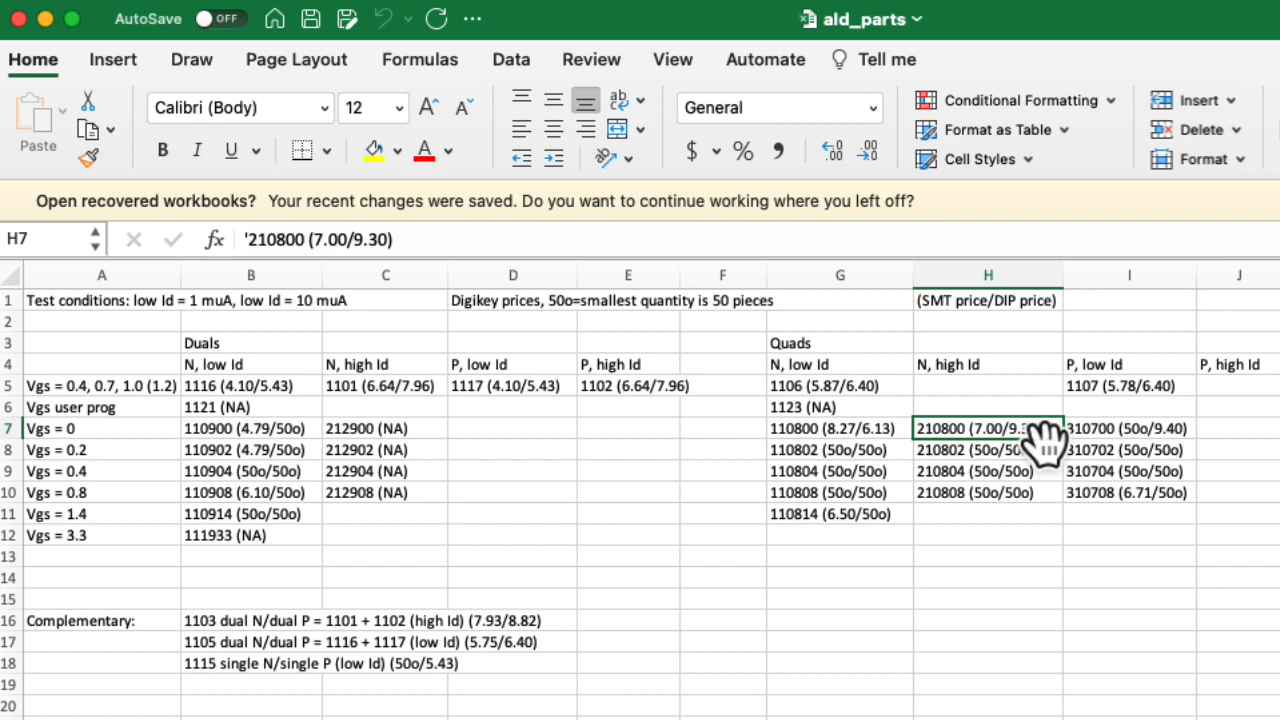 AutoSave OFF ald_parts
Home Insert Draw Page Layout Formulas Data Review View Automate Tell me
Paste Calibri (Body) 12 General Conditional Formatting Insert
Format as Table Delete
B I U $ % Cell Styles Format
Open recovered workbooks? Your recent changes were saved. Do you want to continue working where you left off?
H7 fx '210800 (7.00/9.30)
A B C D E F G H I J
1 Test conditions: low Id = 1 muA, low Id = 10 muA Digikey prices, 50o=smallest quantity is 50 pieces (SMT price/DIP price)
2
3 Duals Quads
4 N, low Id N, high Id P, low Id P, high Id N, low Id N, high Id P, low Id P, high Id
5 Vgs = 0.4, 0.7, 1.0 (1.2) 1116 (4.10/5.43) 1101 (6.64/7.96) 1117 (4.10/5.43) 1102 (6.64/7.96) 1106 (5.87/6.40) 1107 (5.78/6.40)
6 Vgs user prog 1121 (NA) 1123 (NA)
7 Vgs = 0 110900 (4.79/50o) 212900 (NA) 110800 (8.27/6.13) 210800 (7.00/9. 310700 (50o/9.40)
8 Vgs = 0.2 110902 (4.79/50o) 212902 (NA) 110802 (50o/50o) 210802 (50o/50 310702 (50o/50o)
9 Vgs = 0.4 110904 (50o/50o) 212904 (NA) 110804 (50o/50o) 210804 (50o/50o) 310704 (50o/50o)
10 Vgs = 0.8 110908 (6.10/50o) 212908 (NA) 110808 (50o/50o) 210808 (50o/50o) 310708 (6.71/50o)
11 Vgs = 1.4 110914 (50o/50o) 110814 (6.50/50o)
12 Vgs = 3.3 111933 (NA)
13
14
15
16 Complementary: 1103 dual N/dual P = 1101 + 1102 (high Id) (7.93/8.82)
17 1105 dual N/dual P = 1116 + 1117 (low Id) (5.75/6.40)
18 1115 single N/single P (low Id) (50o/5.43)
19
20